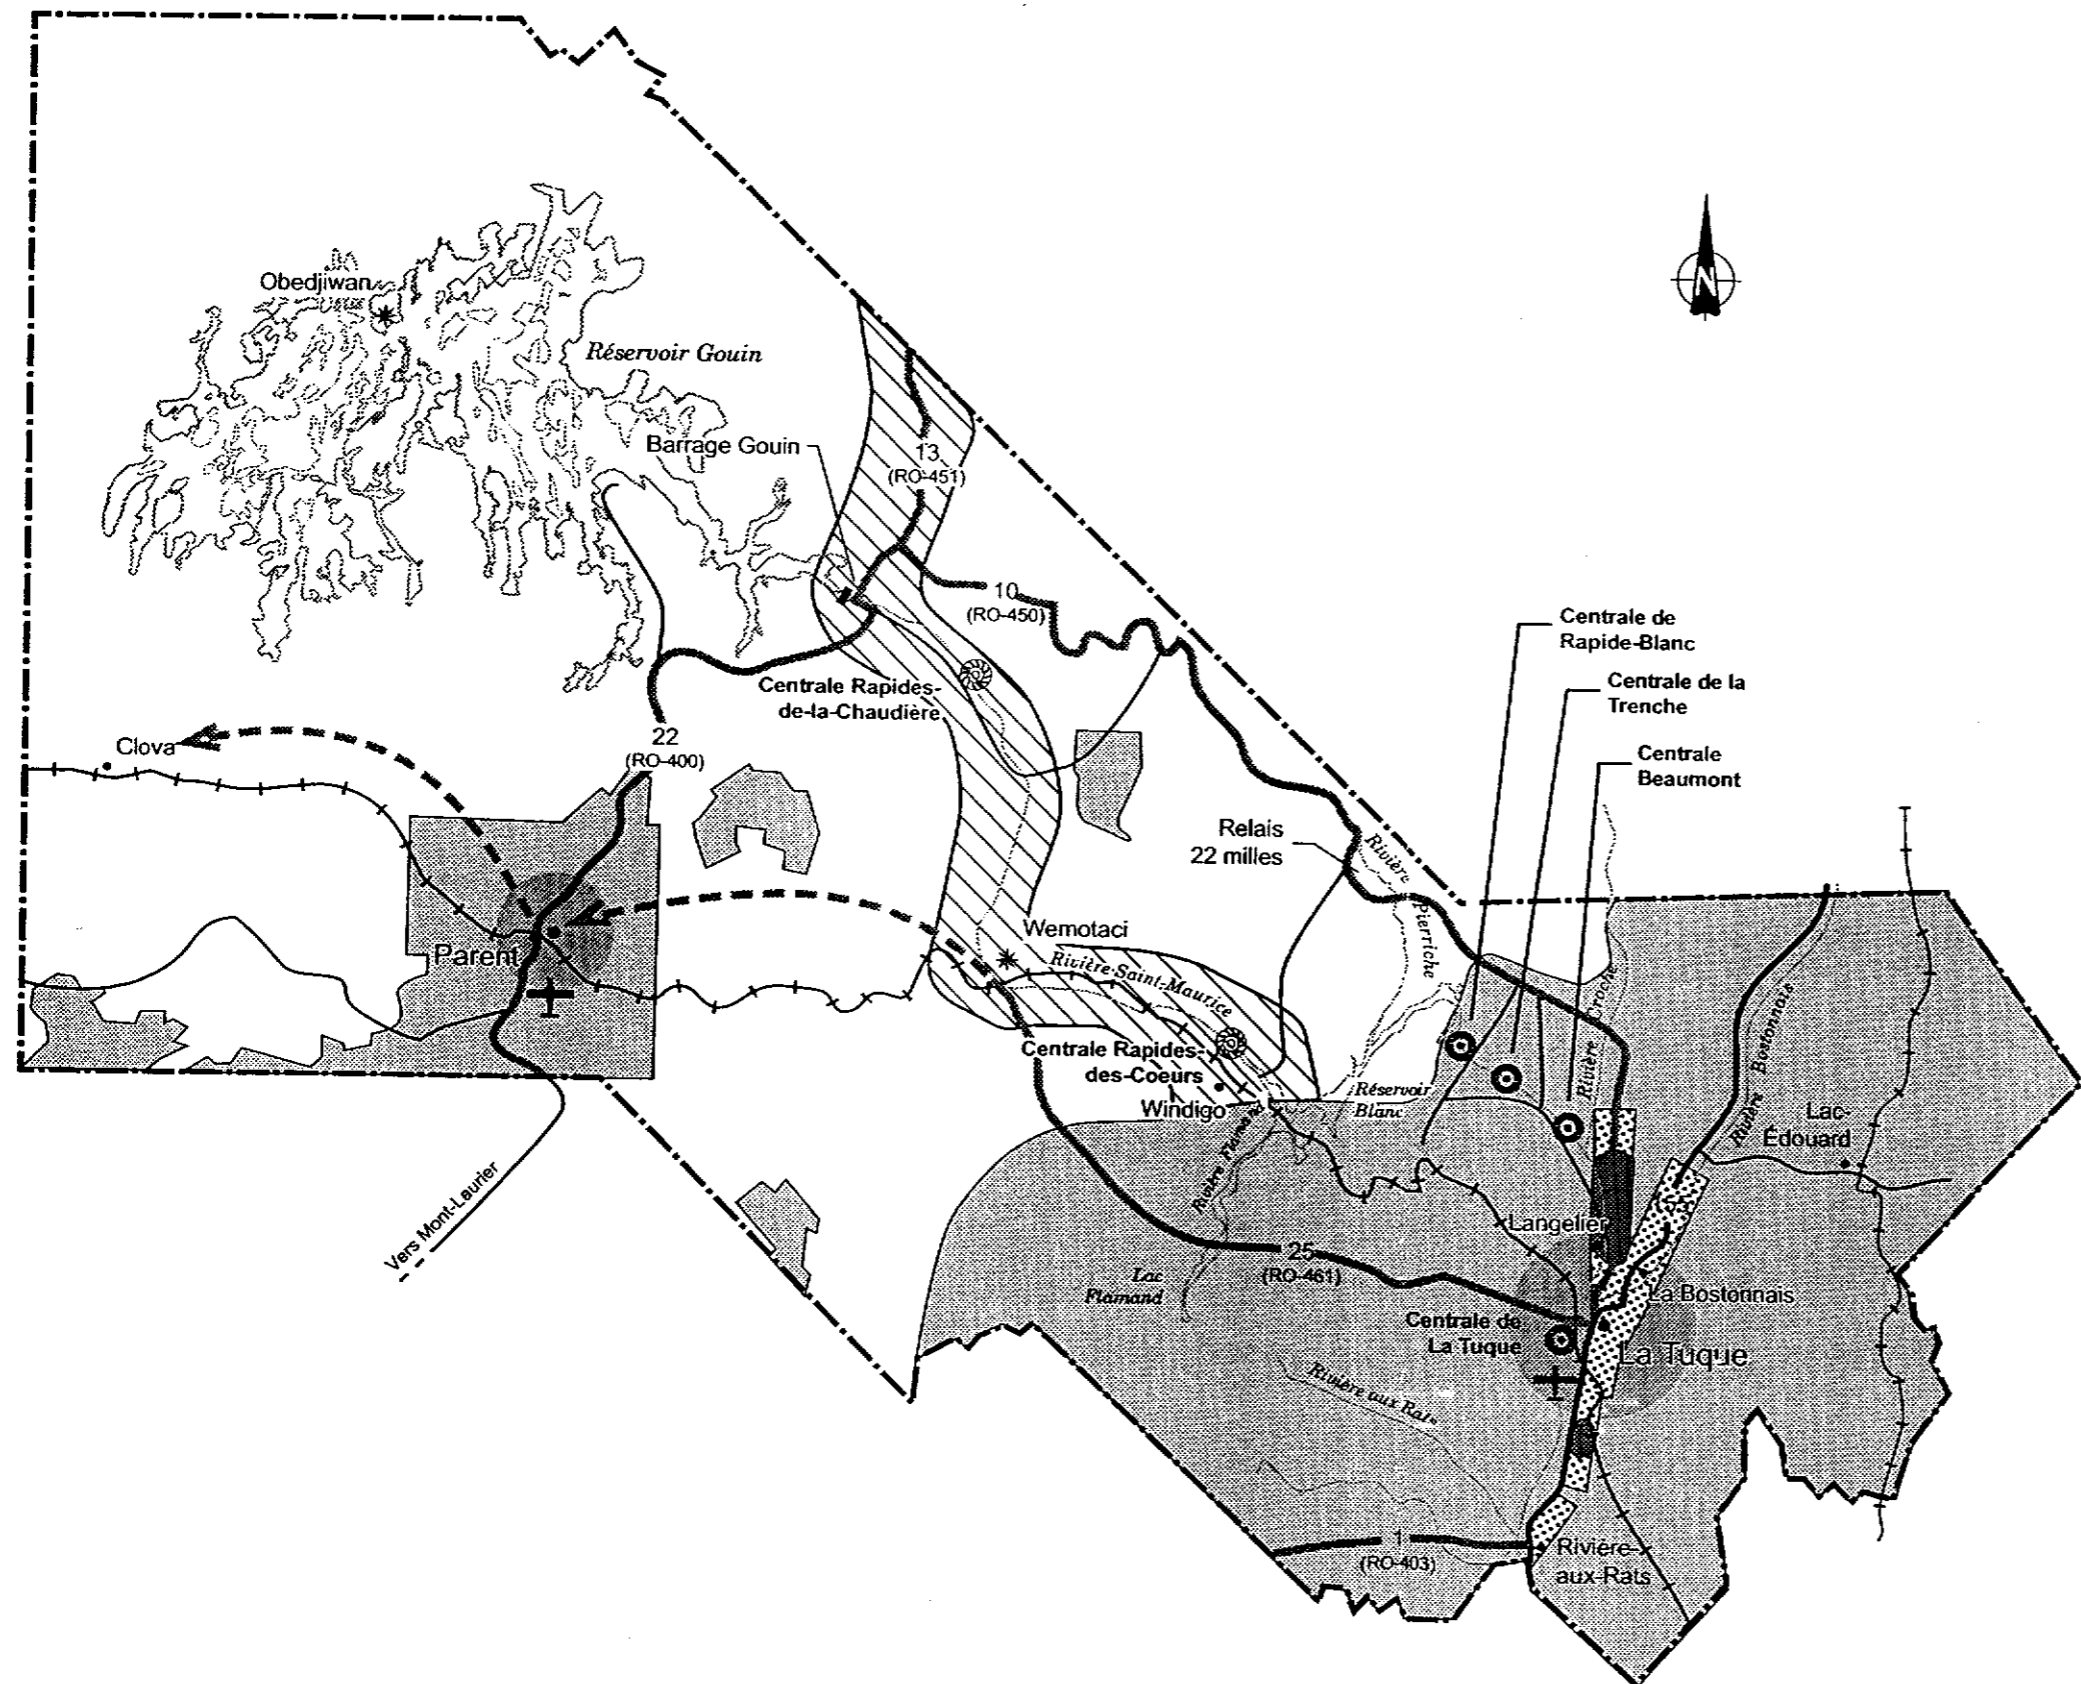 Obedjiwan
Réservoir Gouin
Barrage Gouin
13
(RO-451)
10
(RO-450)
N
Centrale de
Rapide-Blanc
Centrale de la
Trenche
Centrale
Beaumont
Centrale Rapides-
de-la-Chaudière
Clova
22
(RO-400)
Relais
22 milles
Rivière
Pierriche
Parent
Wemotaci
Rivière Saint-Maurice
Centrale Rapides-
des-Coeurs
Windigo
Réservoir
Blanc
Rivière Croche
Rivière Bostonnais
Lac-
Édouard
Vers Mont-Laurier
Rivière
Langelier
25
(RO-461)
Lac
Flamand
La Bostonnais
Centrale de
La Tuque
La Tuque
Rivière aux Rats
1
(RO-403)
Rivière-
aux-Rats